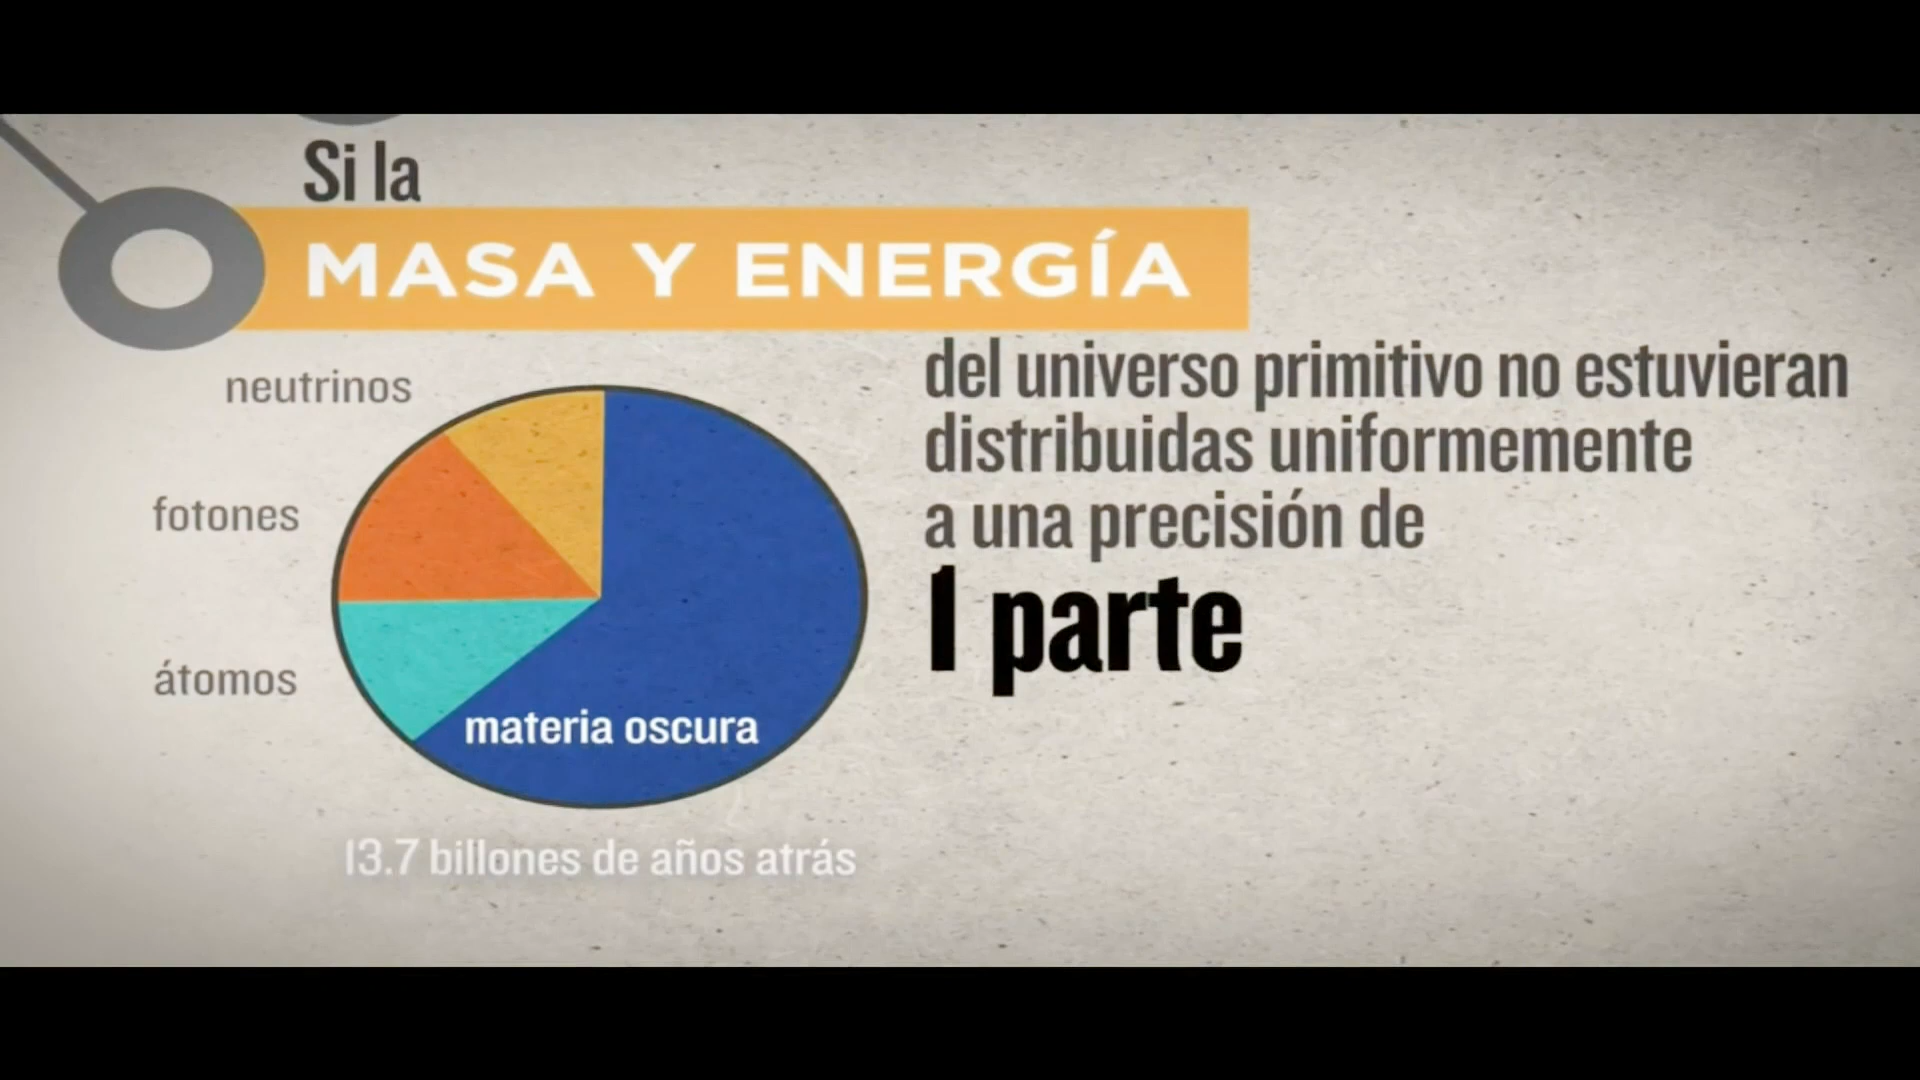 Si la
MASA Y ENERGÍA
neutrinos
fotones
átomos
materia oscura
13.7 billones de años atrás
del universo primitivo no estuvieran
distribuidas uniformemente
a una precisión de
1 parte